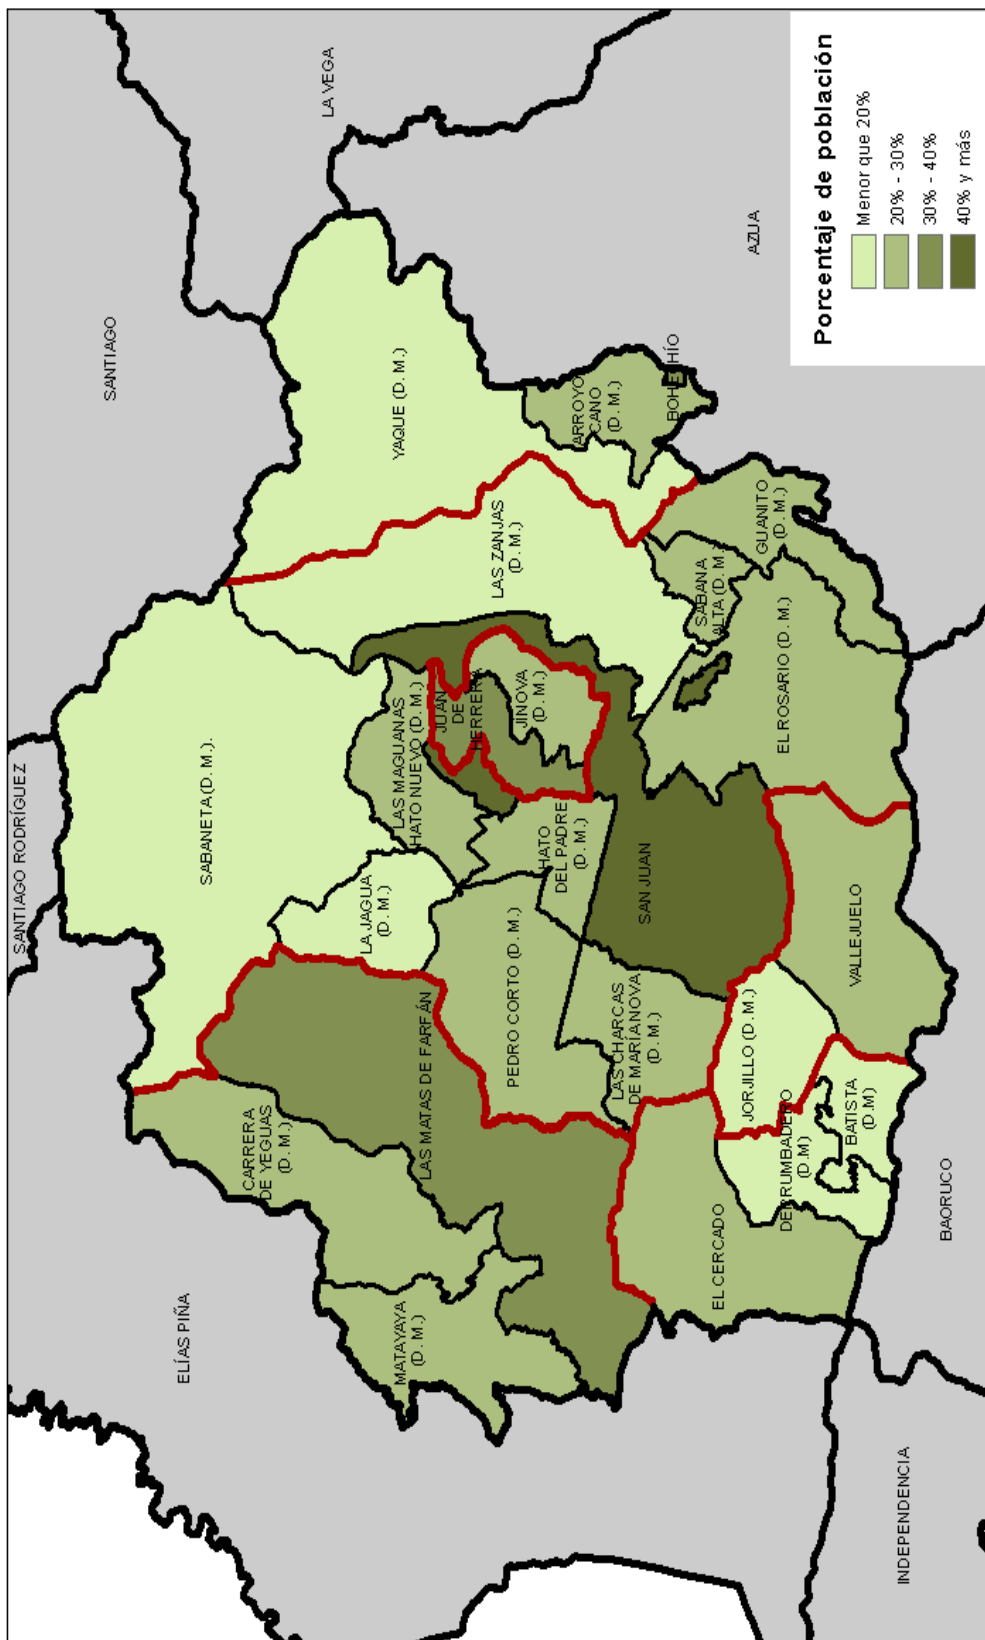 SANTIAGO RODRÍGUEZ
SANTIAGO
LA VEGA
ELÍAS PIÑA
SABANETA (D. M.).
YAQUE (D. M.)
CARRERA
DE YEGUAS
(D. M.)
LA JAGUA
(D. M.)
LAS MAGUANAS
HATO NUEVO (D. M.)
MATAYAYA
(D. M.)
LAS MATAS DE FARFÁN
JUAN
DE
HERRERA
LAS ZANJAS
(D. M.)
JINOVA
(D. M.)
PEDRO CORTO (D. M.)
HATO
DEL PADRE
(D. M.)
ARROYO
CANO
(D. M.)
LAS CHARCAS
DE MARÍA NOVA
(D. M.)
SAN JUAN
BOHECHÍO
SABANA
ALTA (D. M.)
GUANITO
(D. M.)
AZUA
EL CERCADO
JORJILLO (D. M.)
EL ROSARIO (D. M.)
DERRUMBADERO
(D.M)
BATISTA
(D.M)
VALLEJUELO
INDEPENDENCIA
BAORUCO
Porcentaje de población
Menor que 20%
20% - 30%
30% - 40%
40% y más